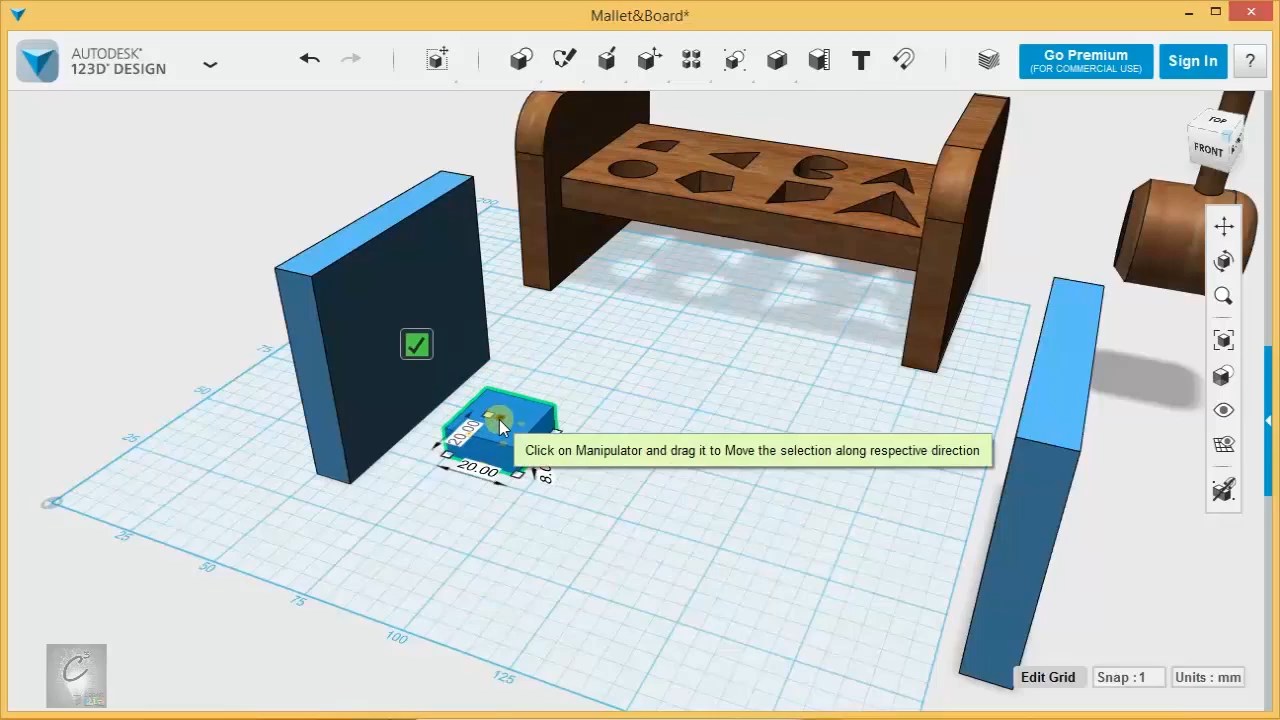 Mallet&Board*
AUTODESK®
123D® DESIGN
Go Premium
(FOR COMMERCIAL USE)
Sign In
?
TOP
FRONT
200
75
50
25
25
50
75
100
125
20.00
20.00
Click on Manipulator and drag it to Move the selection along respective direction
Edit Grid
Snap : 1
Units : mm